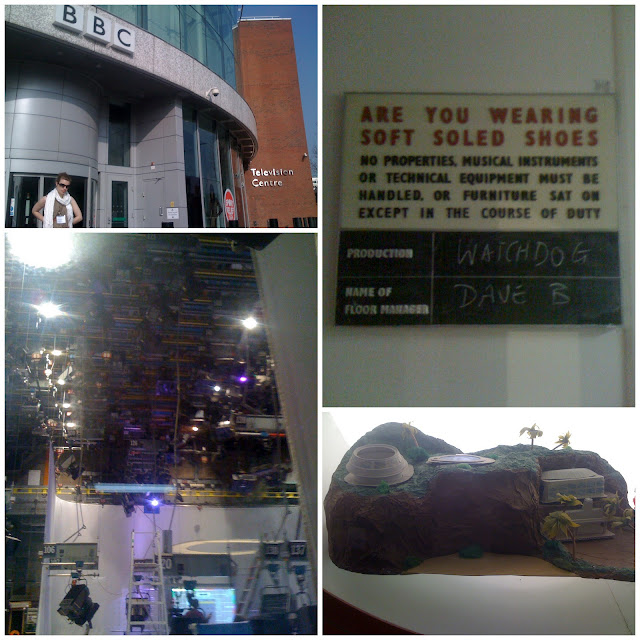 BBC
Television
Centre
ARE YOU WEARING
SOFT SOLED SHOES
NO PROPERTIES, MUSICAL INSTRUMENTS
OR TECHNICAL EQUIPMENT MUST BE
HANDLED, OR FURNITURE SAT ON
EXCEPT IN THE COURSE OF DUTY
PRODUCTION WATCHDOG
NAME OF
FLOOR MANAGER DAVE B
106
137